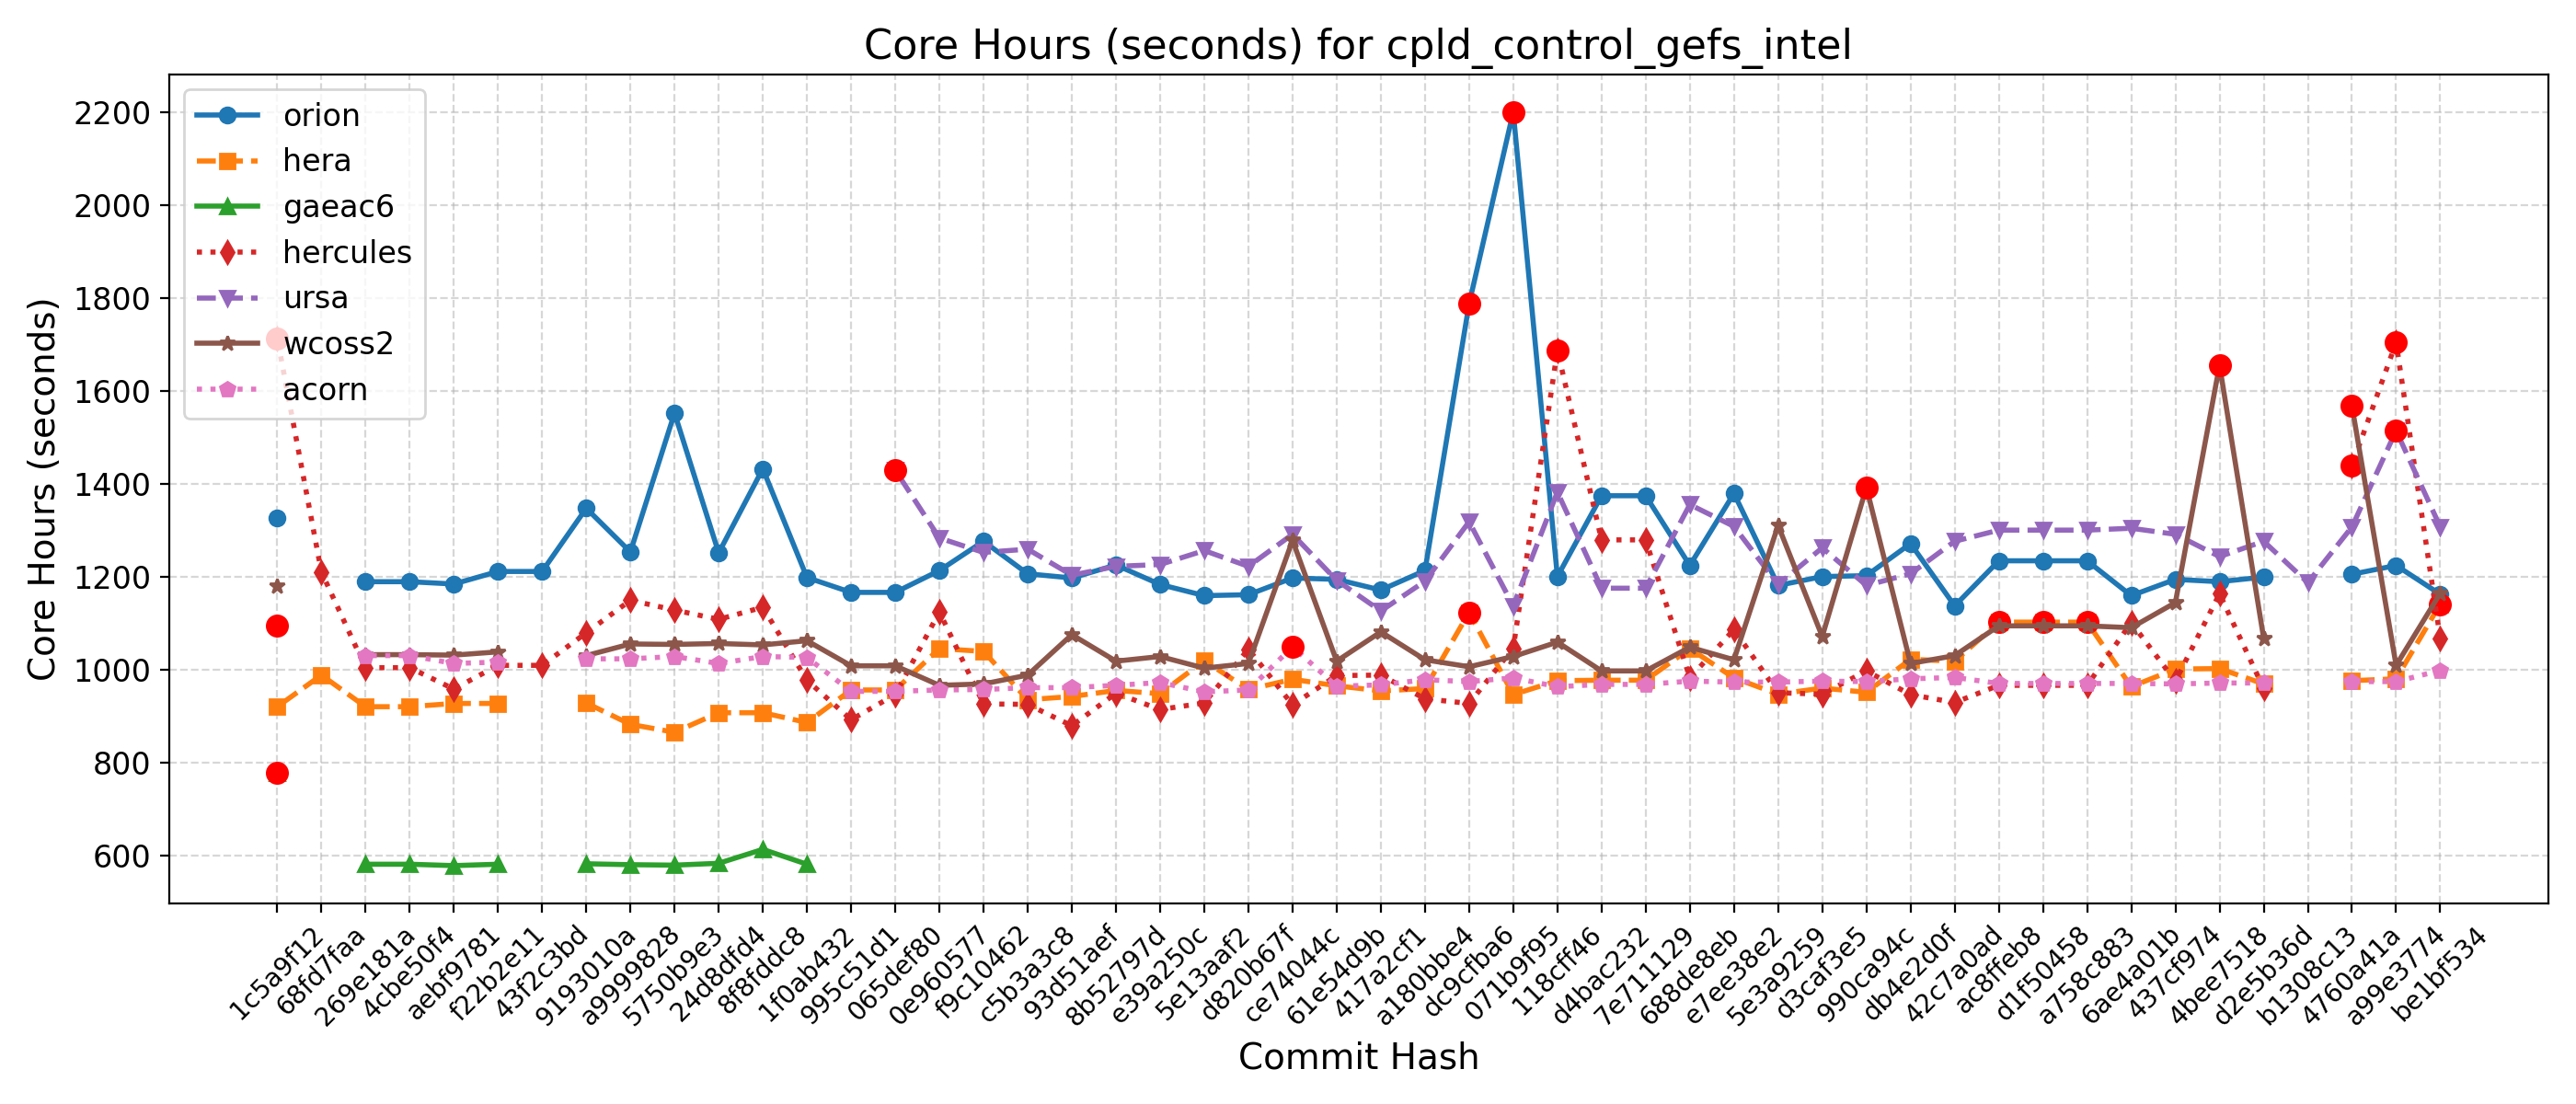 Core Hours (seconds) for cpld_control_gefs_intel
Core Hours (seconds)
2200
2000
1800
1600
1400
1200
1000
800
600
orion
hera
gaeac6
hercules
ursa
wcoss2
acorn
1c5a9f12
68fd7faa
269e181a
4cbe50f4
aebf9781
f22b2e11
43f2c3bd
9193010a
a9999828
5750b9e3
24d8dfd4
8f8fddc8
1f0ab432
995c51d1
065def80
0e960577
f9c10462
c5b3a3c8
93d51aef
8b52797d
e39a250c
5e13aaf2
d820b67f
ce74044c
61e54d9b
417a2cf1
a180bbe4
dc9cfba6
071b9f95
118cff46
d4bac232
7e711129
688de8eb
e7ee38e2
5e3a9259
d3caf3e5
990ca94c
db4e2d0f
42c7a0ad
ac8ffeb8
d1f50458
a758c883
6ae4a01b
437cf974
4bee7518
d2e5b36d
b1308c13
4760a41a
a99e3774
be1bf534
Commit Hash